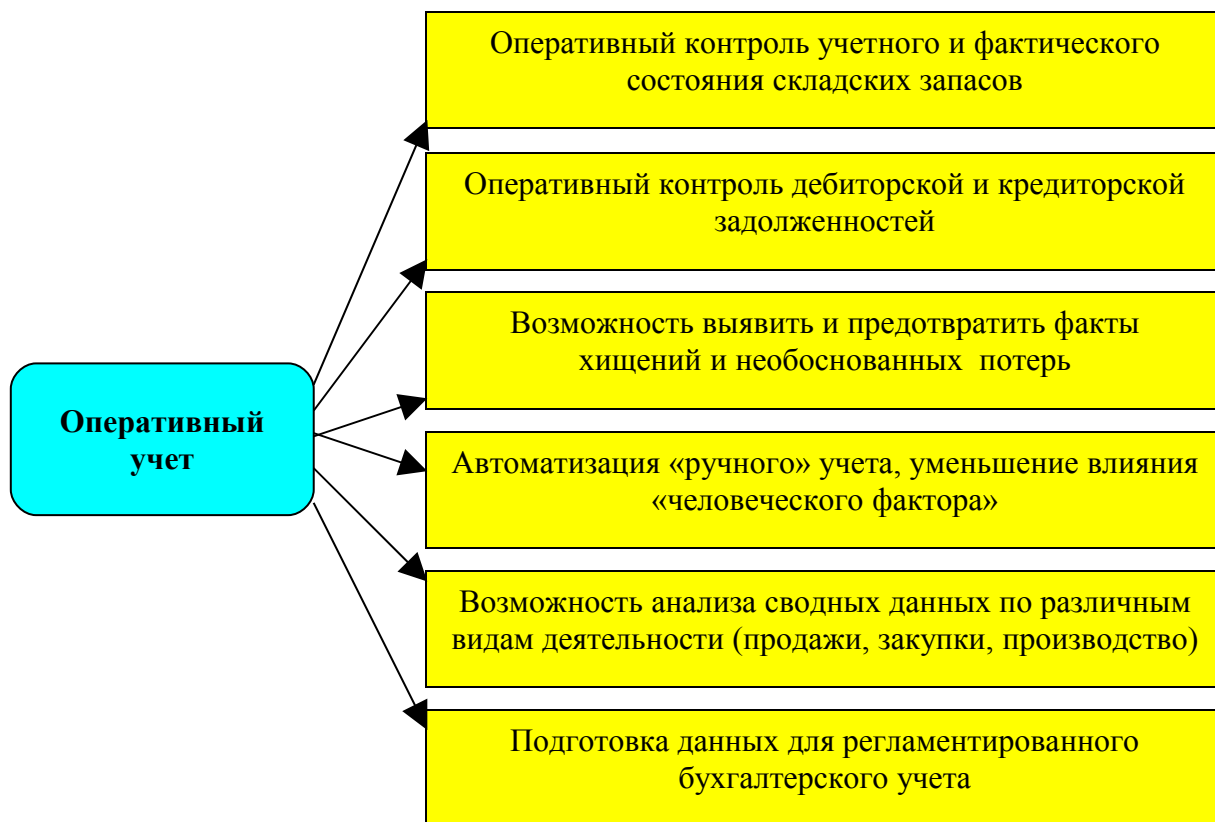 Оперативный контроль учетного и фактического
состояния складских запасов
Оперативный контроль дебиторской и кредиторской
задолженностей
Возможность выявить и предотвратить факты
хищений и необоснованных потерь
Оперативный
учет
Автоматизация «ручного» учета, уменьшение влияния
«человеческого фактора»
Возможность анализа сводных данных по различным
видам деятельности (продажи, закупки, производство)
Подготовка данных для регламентированного
бухгалтерского учета